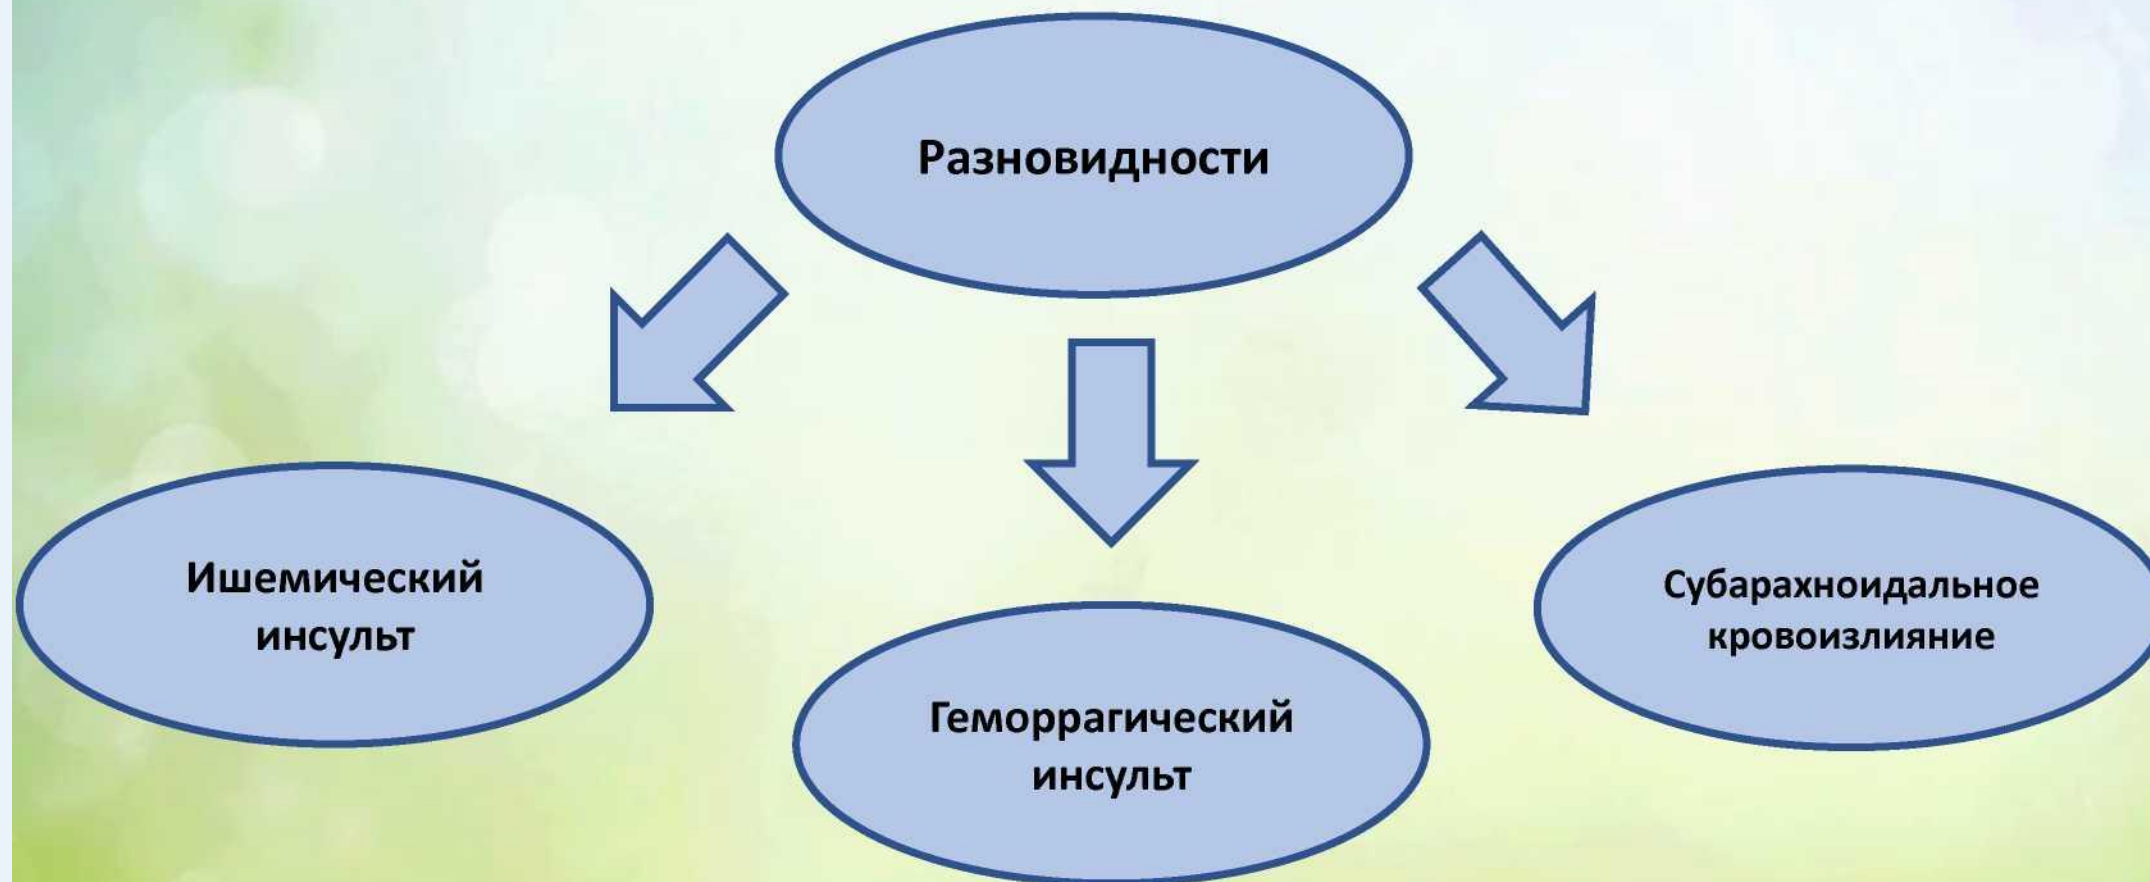 Разновидности
Ишемический
инсульт
Геморрагический
инсульт
Субарахноидальное
кровоизлияние